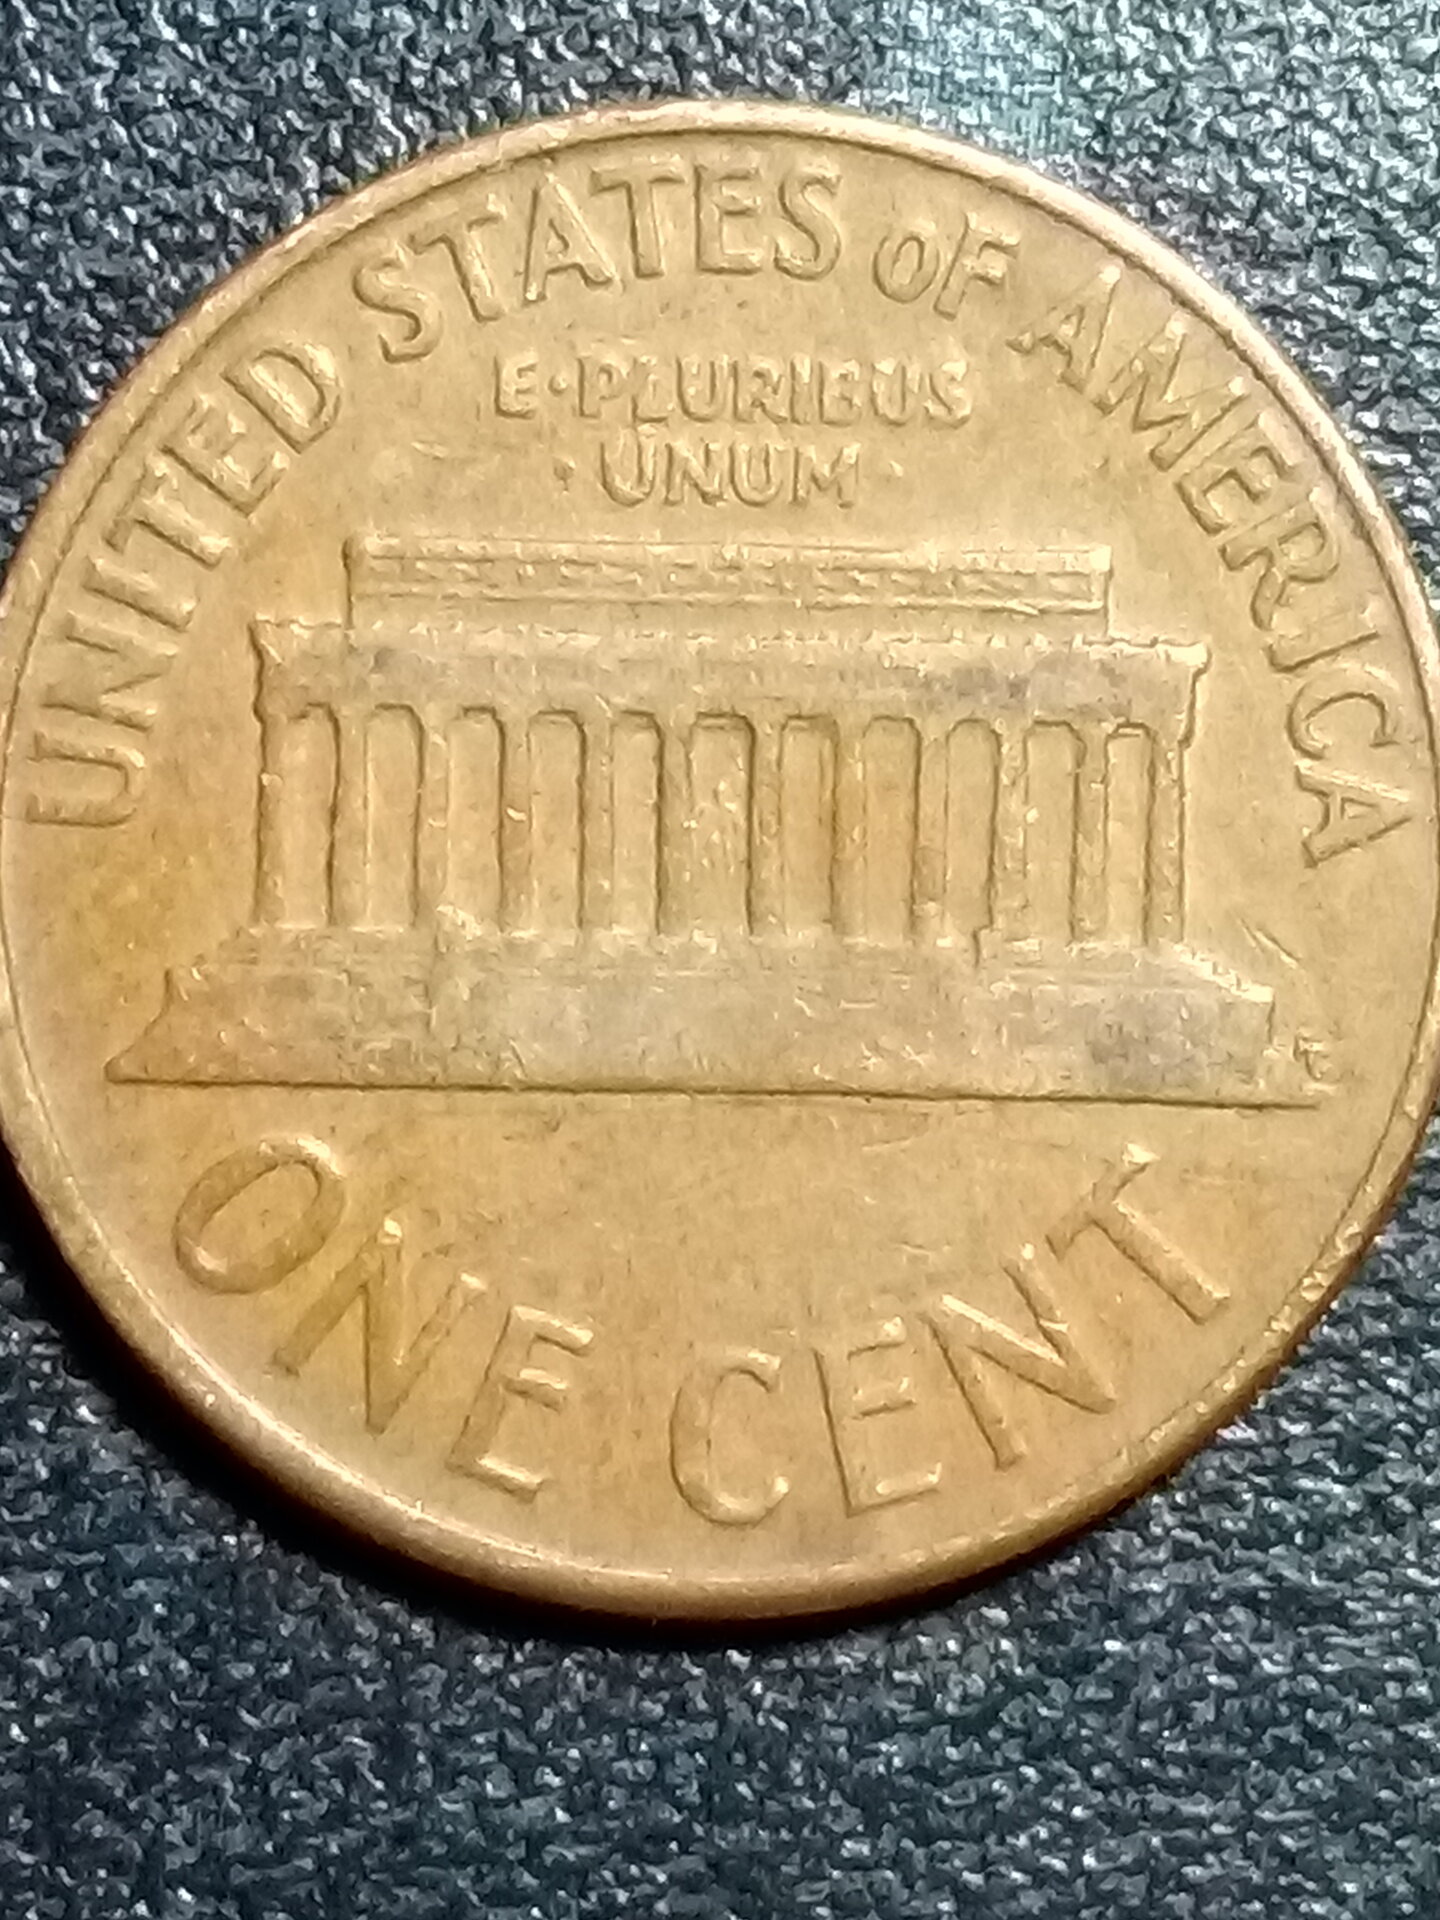 UNITED STATES OF AMERICA
E·PLURIBUS
·UNUM·
ONE CENT